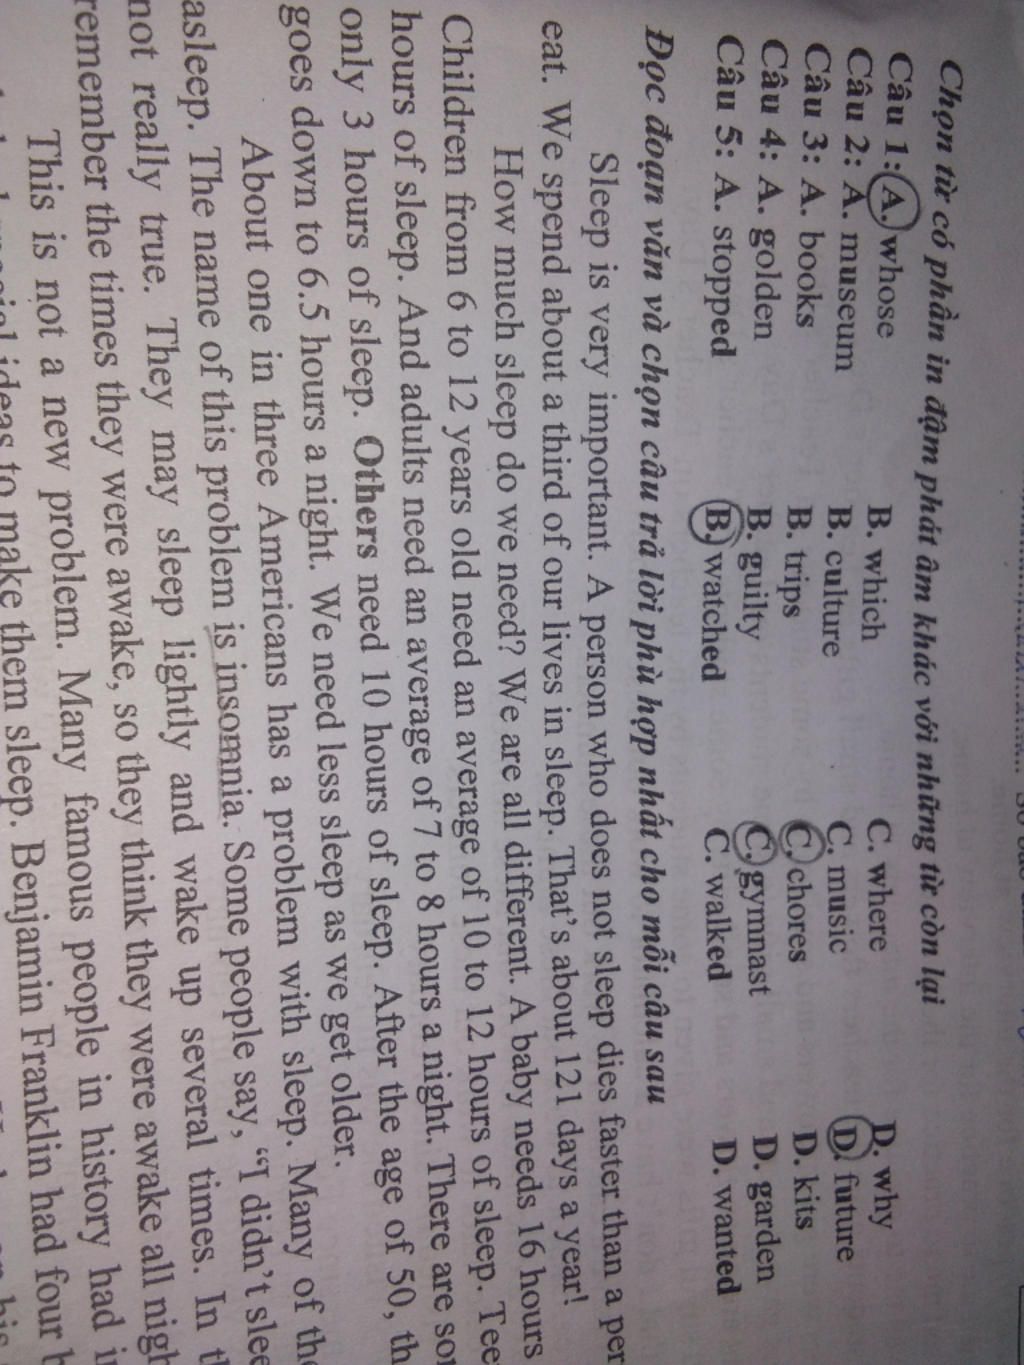 Chọn từ có phần in đậm phát âm khác với những từ còn lại
Câu 1: A. whose B. which C. where D. why
Câu 2: A. museum B. culture C. music D. future
Câu 3: A. books B. trips C. chores D. kits
Câu 4: A. golden B. guilty C. gymnast D. garden
Câu 5: A. stopped B. watched C. walked D. wanted
Đọc đoạn văn và chọn câu trả lời phù hợp nhất cho mỗi câu sau
Sleep is very important. A person who does not sleep dies faster than a per
eat. We spend about a third of our lives in sleep. That's about 121 days a year!
How much sleep do we need? We are all different. A baby needs 16 hours
Children from 6 to 12 years old need an average of 10 to 12 hours of sleep. Tee
hours of sleep. And adults need an average of 7 to 8 hours a night. There are so
only 3 hours of sleep. Others need 10 hours of sleep. After the age of 50, th
goes down to 6.5 hours a night. We need less sleep as we get older.
About one in three Americans has a problem with sleep. Many of the
asleep. The name of this problem is insomnia. Some people say, "I didn't slee
not really true. They may sleep lightly and wake up several times. In th
remember the times they were awake, so they think they were awake all nigh
This is not a new problem. Many famous people in history had i
ideas to make them sleep. Benjamin Franklin had four b